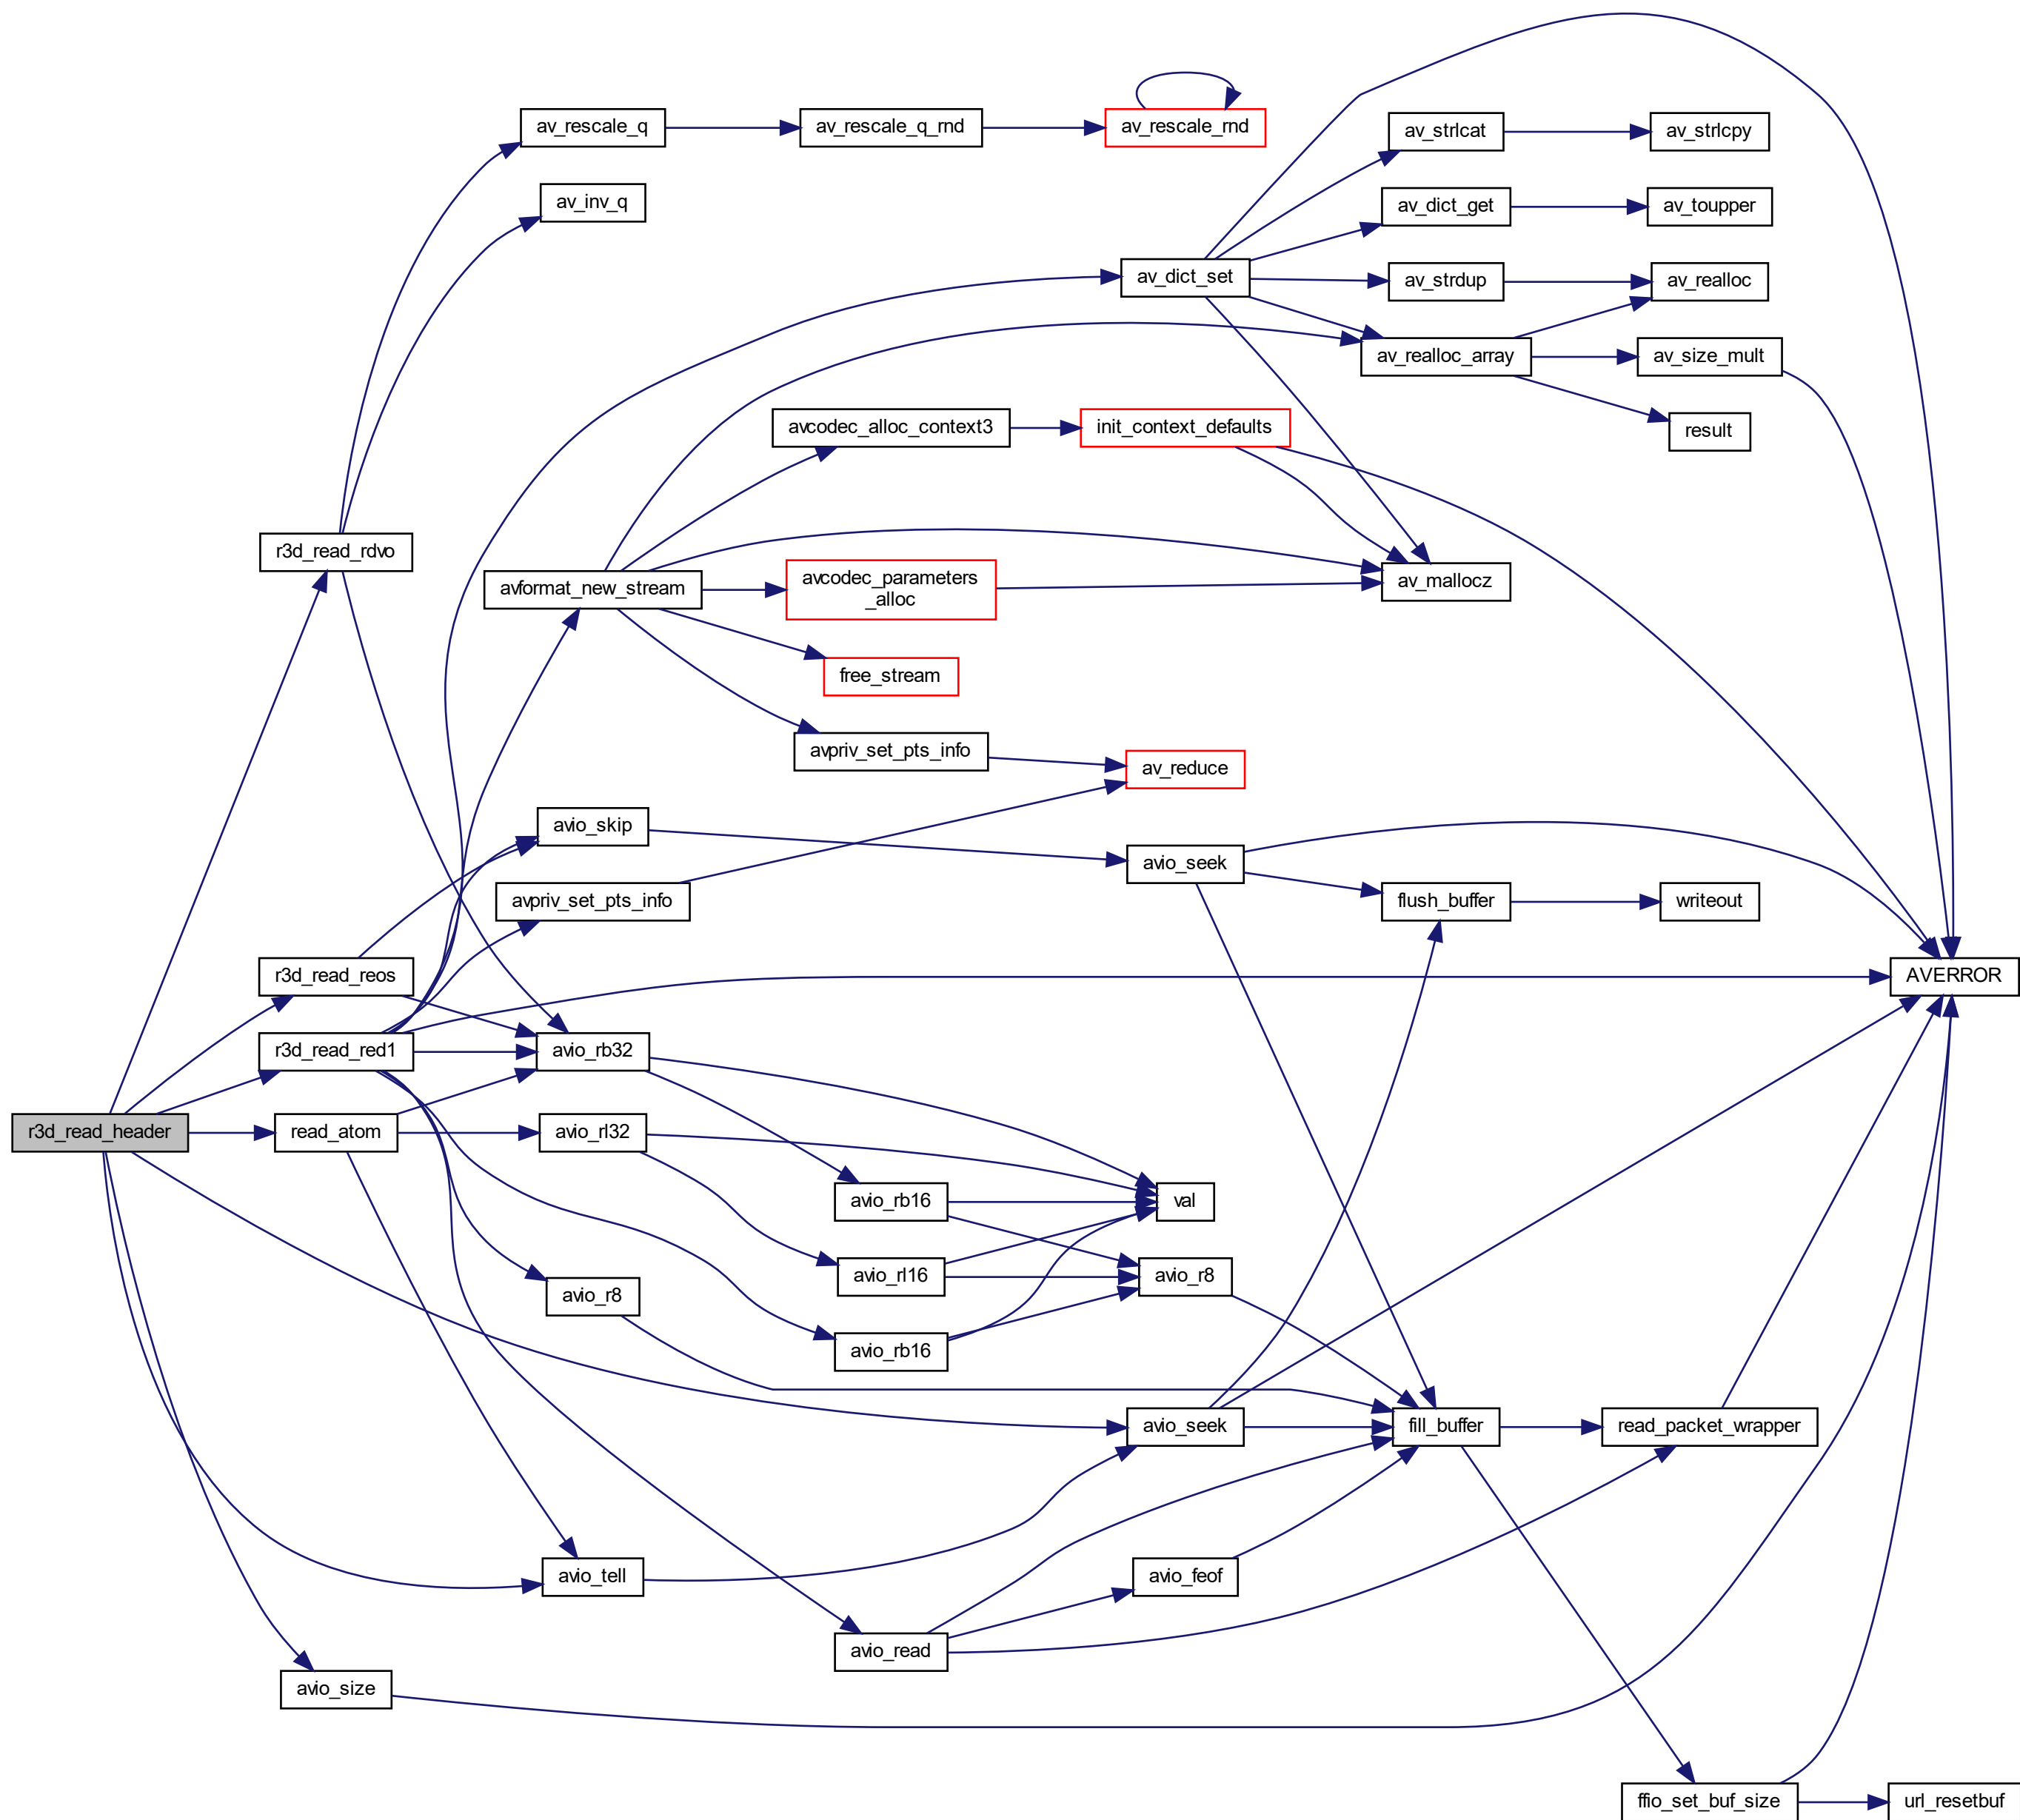 av_rescale_q
av_rescale_q_rnd
av_rescale_rnd
av_strlcat
av_strlcpy
av_inv_q
av_dict_get
av_toupper
av_dict_set
av_strdup
av_realloc
av_realloc_array
av_size_mult
avcodec_alloc_context3
init_context_defaults
result
r3d_read_rdvo
avformat_new_stream
avcodec_parameters
_alloc
av_mallocz
free_stream
avpriv_set_pts_info
av_reduce
avio_skip
avio_seek
avpriv_set_pts_info
flush_buffer
writeout
r3d_read_reos
AVERROR
r3d_read_red1
avio_rb32
r3d_read_header
read_atom
avio_rl32
avio_rb16
val
avio_rl16
avio_r8
avio_r8
avio_rb16
avio_seek
fill_buffer
read_packet_wrapper
avio_tell
avio_feof
avio_read
avio_size
ffio_set_buf_size
url_resetbuf